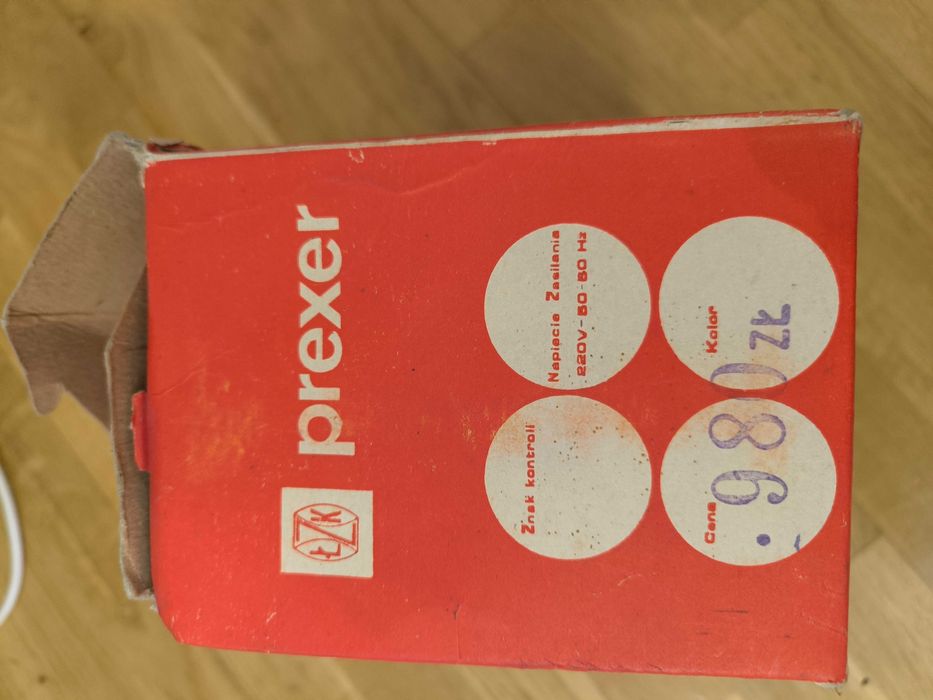 ŁZK
prexer
Znak kontroli
Napięcie Zasilania
220V-50-60 Hz
Cena
Kolor
980 ZŁ